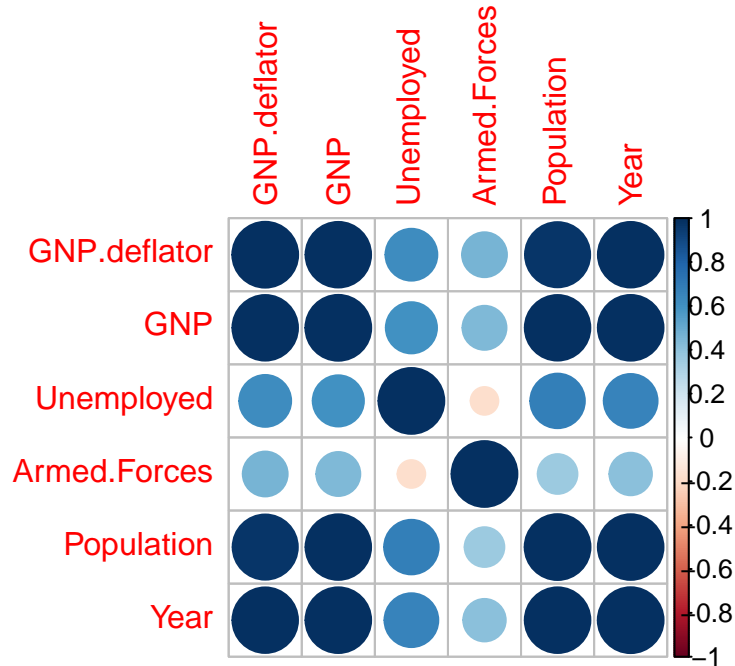 GNP.deflator
GNP
Unemployed
Armed.Forces
Population
Year
GNP.deflator
GNP
Unemployed
Armed.Forces
Population
Year
1
0.8
0.6
0.4
0.2
0
−0.2
−0.4
−0.6
−0.8
−1